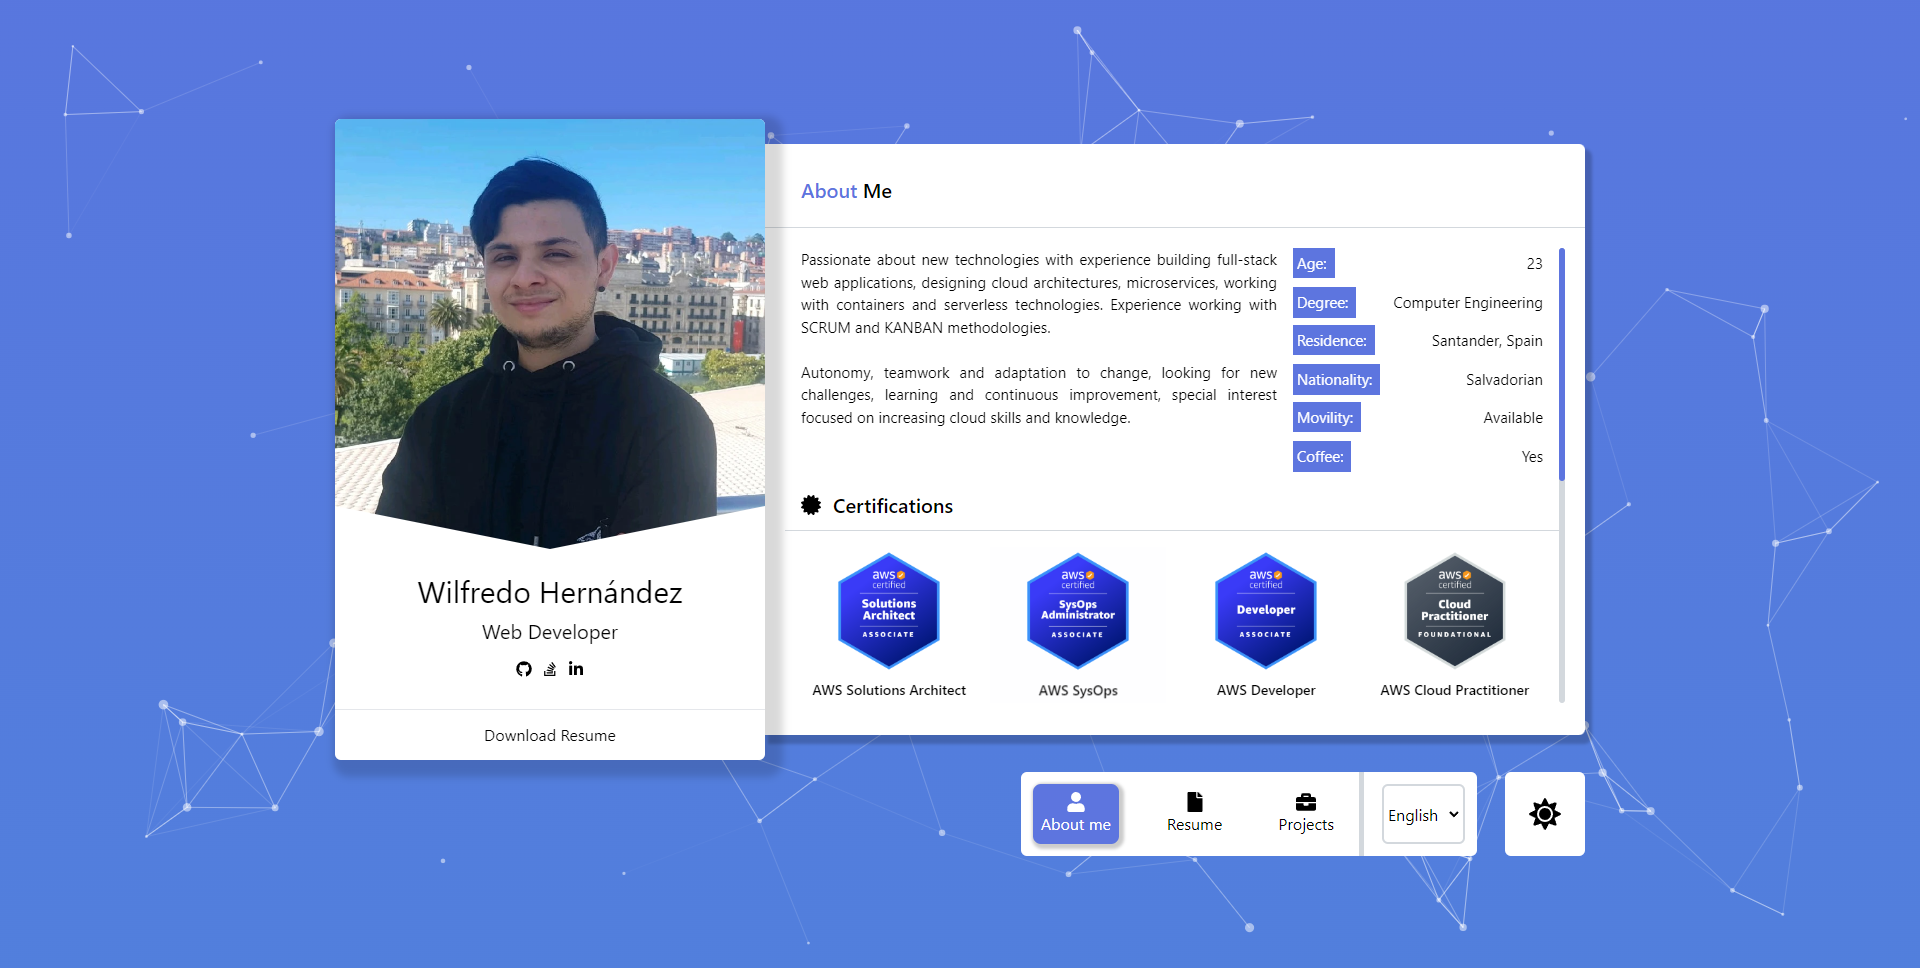 Wilfredo Hernández
Web Developer
Download Resume
About Me
Passionate about new technologies with experience building full-stack
web applications, designing cloud architectures, microservices, working
with containers and serverless technologies. Experience working with
SCRUM and KANBAN methodologies.
Autonomy, teamwork and adaptation to change, looking for new
challenges, learning and continuous improvement, special interest
focused on increasing cloud skills and knowledge.
Age: 23
Degree: Computer Engineering
Residence: Santander, Spain
Nationality: Salvadorian
Movility: Available
Coffee: Yes
Certifications
aws
certified
Solutions
Architect
ASSOCIATE
AWS Solutions Architect
aws
certified
SysOps
Administrator
ASSOCIATE
AWS SysOps
aws
certified
Developer
ASSOCIATE
AWS Developer
aws
certified
Cloud
Practitioner
FOUNDATIONAL
AWS Cloud Practitioner
About me
Resume
Projects
English